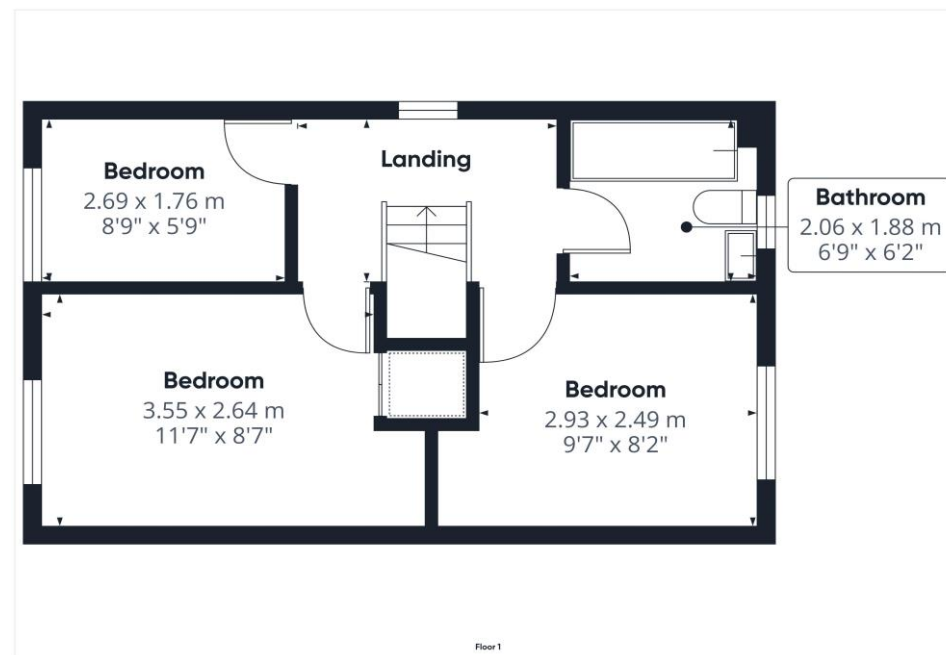 Bedroom
2.69 x 1.76 m
8'9" x 5'9"
Landing
Bathroom
2.06 x 1.88 m
6'9" x 6'2"
Bedroom
3.55 x 2.64 m
11'7" x 8'7"
Bedroom
2.93 x 2.49 m
9'7" x 8'2"
Floor 1